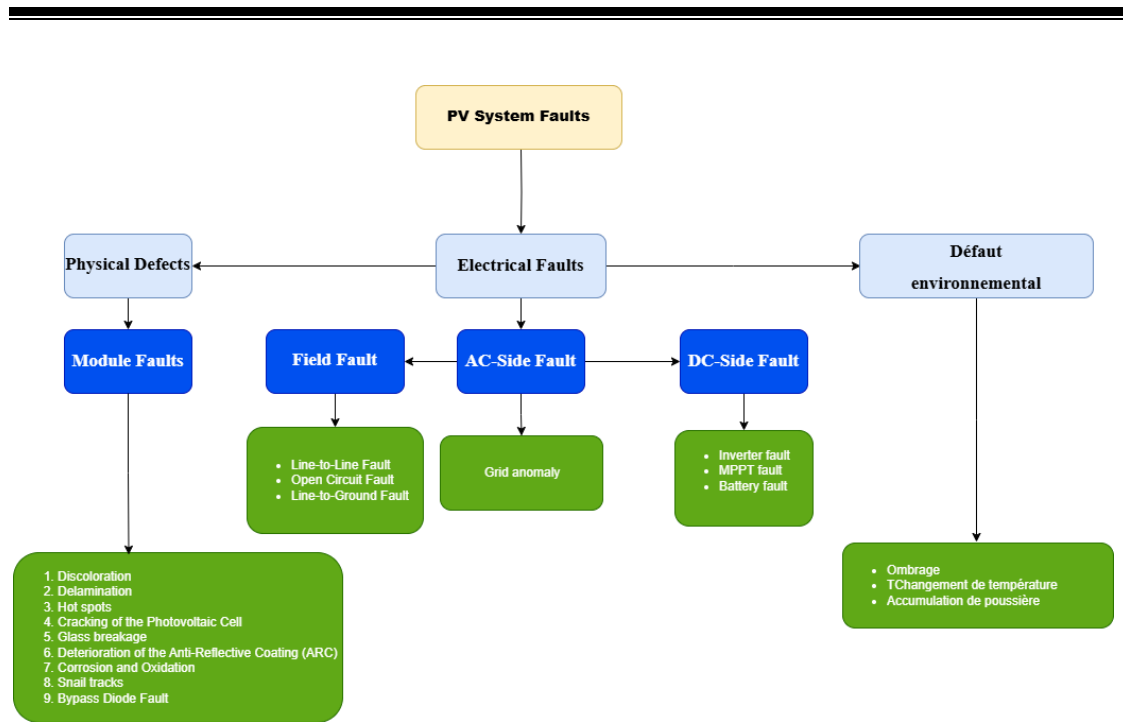 PV System Faults
Physical Defects
Electrical Faults
Défaut
environnemental
Module Faults
Field Fault
AC-Side Fault
DC-Side Fault
• Line-to-Line Fault
• Open Circuit Fault
• Line-to-Ground Fault
Grid anomaly
• Inverter fault
• MPPT fault
• Battery fault
1. Discoloration
2. Delamination
3. Hot spots
4. Cracking of the Photovoltaic Cell
5. Glass breakage
6. Deterioration of the Anti-Reflective Coating (ARC)
7. Corrosion and Oxidation
8. Snail tracks
9. Bypass Diode Fault
• Ombrage
• TChangement de température
• Accumulation de poussière